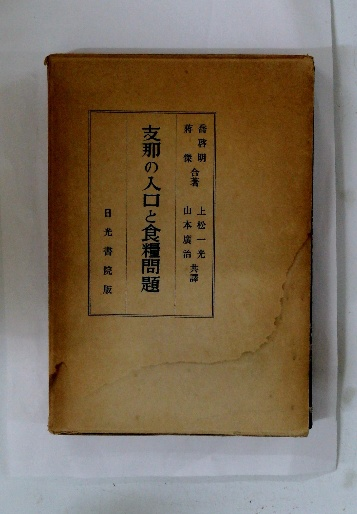 喬啓明
蔣傑 合著
上松一光
山本廣治 共譯
支那の人口と食糧問題
日光書院版